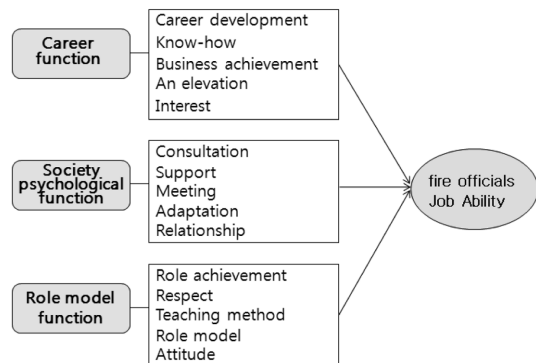 Career
function
Career development
Know-how
Business achievement
An elevation
Interest
Society
psychological
function
Consultation
Support
Meeting
Adaptation
Relationship
Role model
function
Role achievement
Respect
Teaching method
Role model
Attitude
fire officials
Job Ability